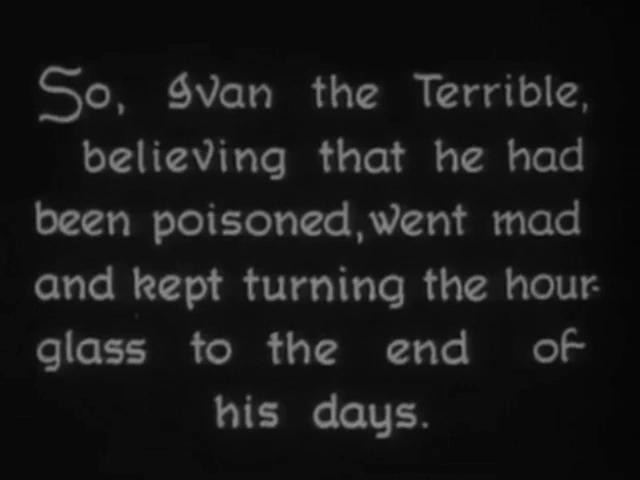 So, Ivan the Terrible,
believing that he had
been poisoned, went mad
and kept turning the hour-
glass to the end of
his days.